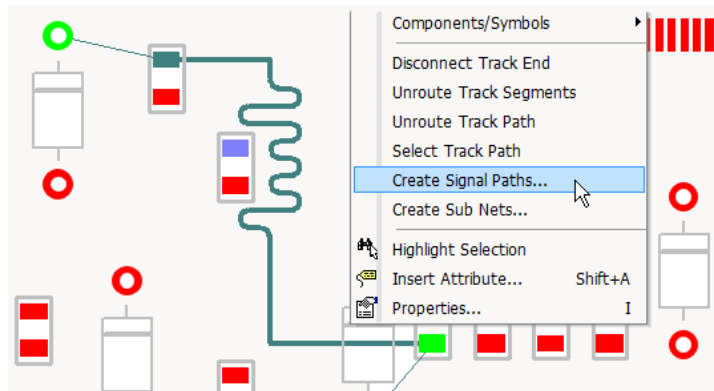 Components/Symbols
Disconnect Track End
Unroute Track Segments
Unroute Track Path
Select Track Path
Create Signal Paths...
Create Sub Nets...
Highlight Selection
Insert Attribute... Shift+A
Properties... I